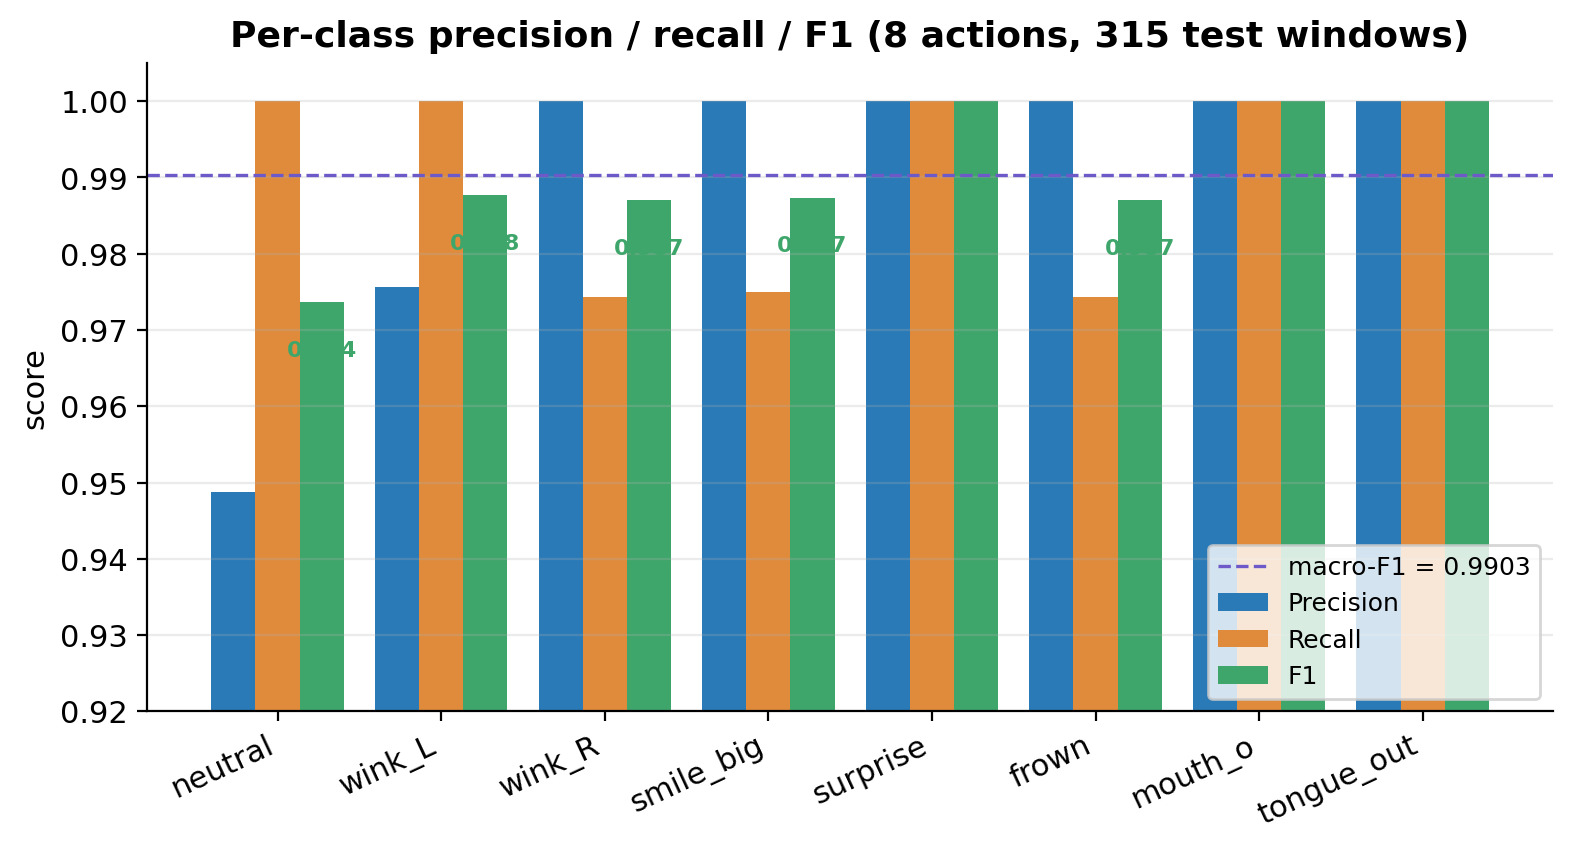 Per-class precision / recall / F1 (8 actions, 315 test windows)
score
1.00
0.99
0.98
0.97
0.96
0.95
0.94
0.93
0.92
macro-F1 = 0.9903
Precision
Recall
F1
neutral
wink_L
wink_R
smile_big
surprise
frown
mouth_o
tongue_out